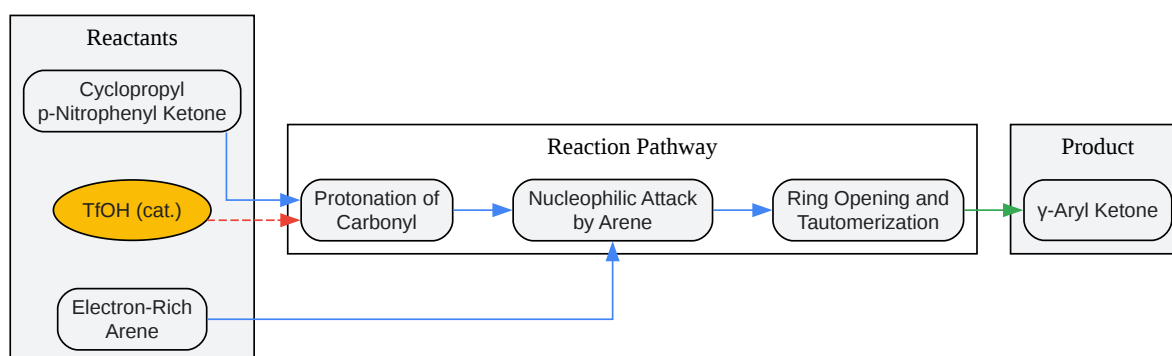 Reactants
Cyclopropyl
p-Nitrophenyl Ketone
TfOH (cat.)
Electron-Rich
Arene
Reaction Pathway
Protonation of
Carbonyl
Nucleophilic Attack
by Arene
Ring Opening and
Tautomerization
Product
γ-Aryl Ketone